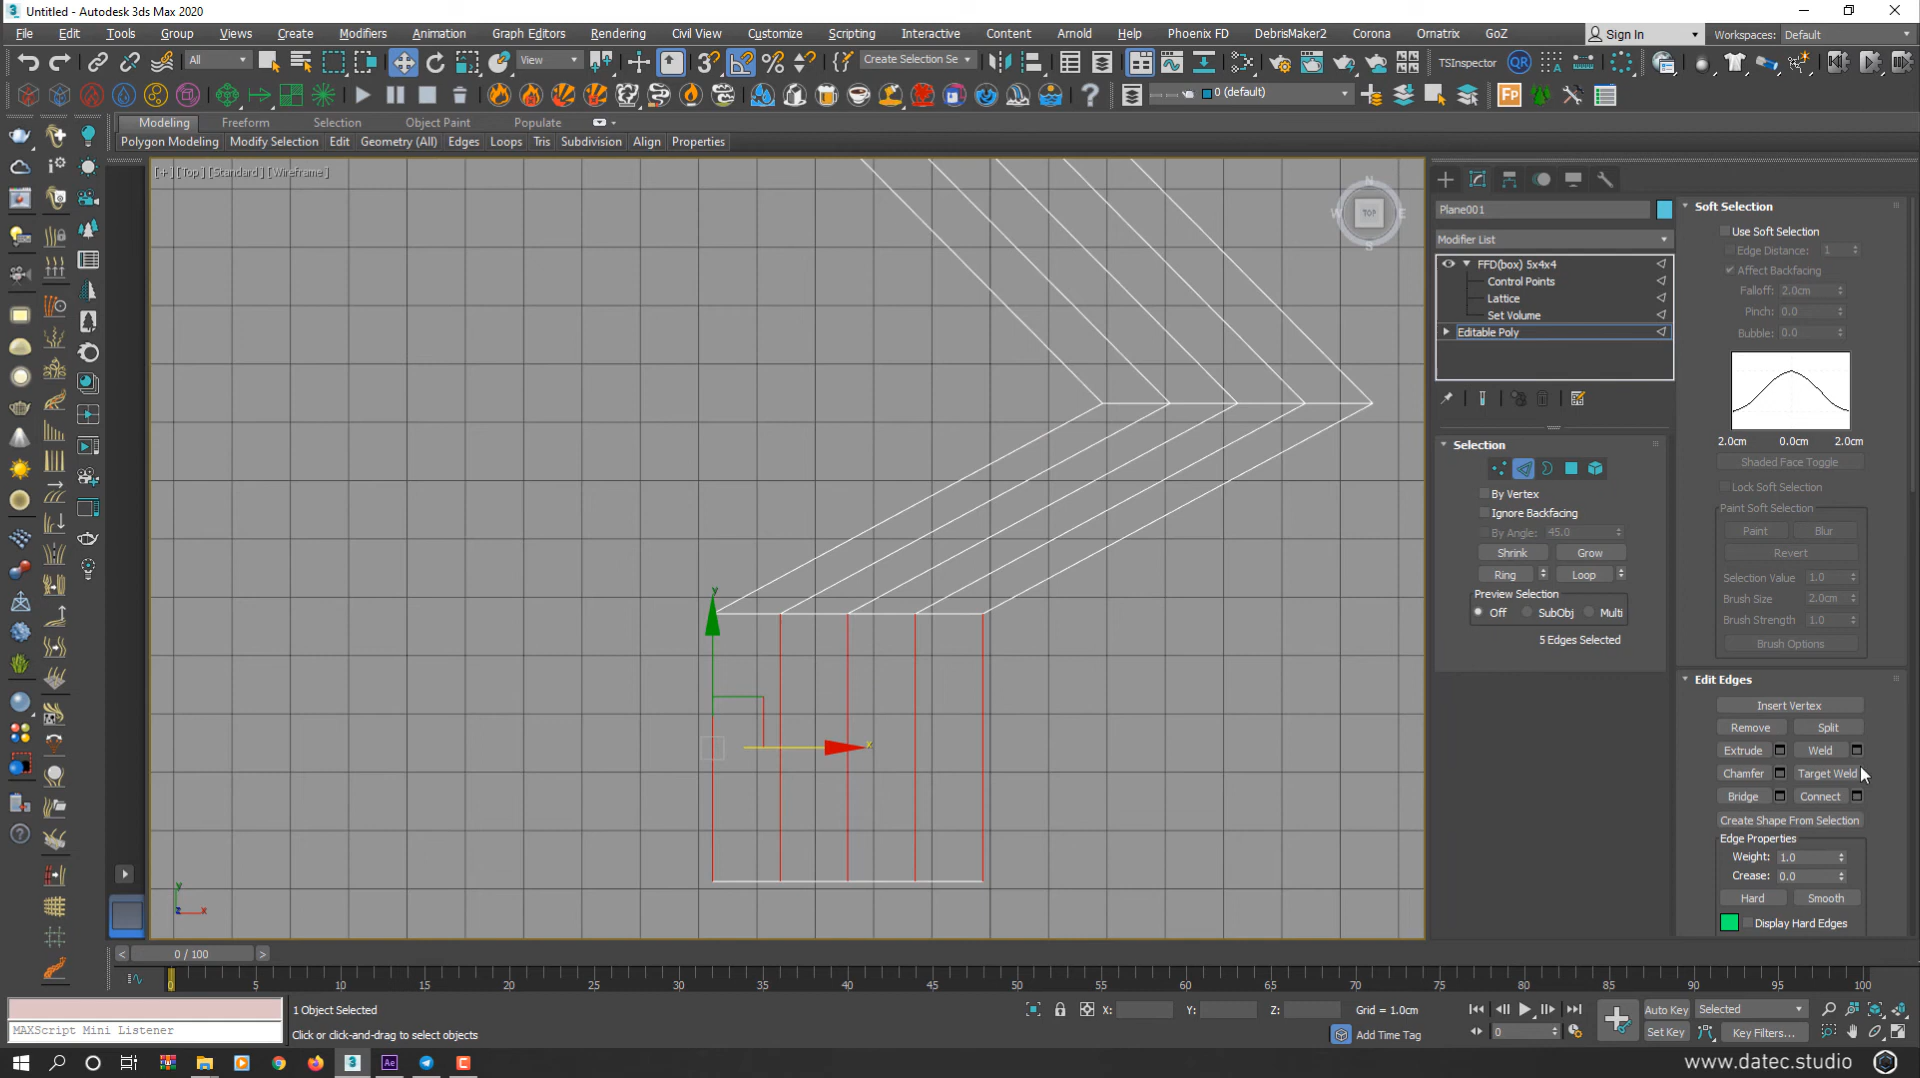 Untitled - Autodesk 3ds Max 2020
File Edit Tools Group Views Create Modifiers Animation Graph Editors Rendering Civil View Customize Scripting Interactive Content Arnold Help Phoenix FD DebrisMaker2 Corona Ornatrix GoZ
Sign In Workspaces: Default
All View Create Selection Se TSInspector QR
0 (default) Fp
Modeling Freeform Selection Object Paint Populate
Polygon Modeling Modify Selection Edit Geometry (All) Edges Loops Tris Subdivision Align Properties
[+] [Top] [Standard] [Wireframe]
N
W TOP E
S
Plane001
Modifier List
FFD(box) 5x4x4
Control Points
Lattice
Set Volume
Editable Poly
Selection
By Vertex
Ignore Backfacing
By Angle: 45.0
Shrink Grow
Ring Loop
Preview Selection
Off SubObj Multi
5 Edges Selected
Soft Selection
Use Soft Selection
Edge Distance: 1
Affect Backfacing
Falloff: 2.0cm
Pinch: 0.0
Bubble: 0.0
2.0cm 0.0cm 2.0cm
Shaded Face Toggle
Lock Soft Selection
Paint Soft Selection
Paint Blur
Revert
Selection Value 1.0
Brush Size 2.0cm
Brush Strength 1.0
Brush Options
Edit Edges
Insert Vertex
Remove Split
Extrude Weld
Chamfer Target Weld
Bridge Connect
Create Shape From Selection
Edge Properties
Weight: 1.0
Crease: 0.0
Hard Smooth
Display Hard Edges
y
x
y
z x
< 0 / 100 >
0 5 10 15 20 25 30 35 40 45 50 55 60 65 70 75 80 85 90 95 100
1 Object Selected
X: Y: Z: Grid = 1.0cm
MAXScript Mini Listener
Click or click-and-drag to select objects
Add Time Tag
0
Auto Key Selected
Set Key Key Filters...
Ae
www.datec.studio